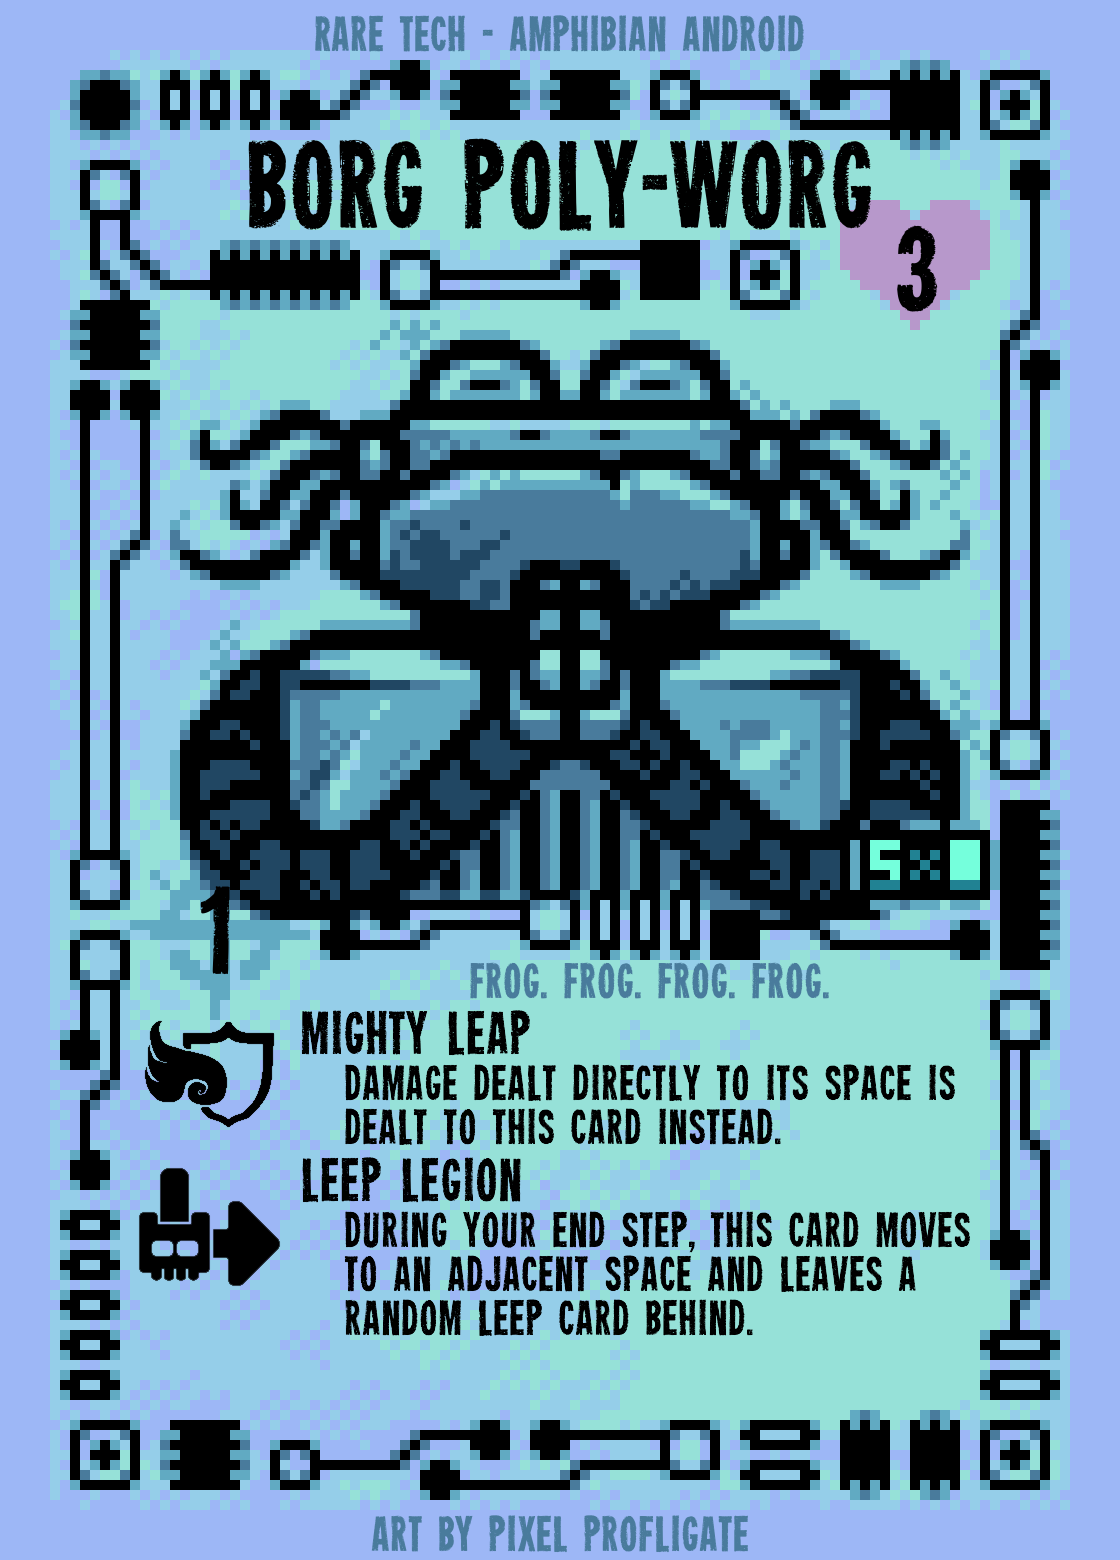 RARE TECH - AMPHIBIAN ANDROID
BORG POLY-WORG
3
5X
1
FROG. FROG. FROG. FROG.
MIGHTY LEAP
DAMAGE DEALT DIRECTLY TO ITS SPACE IS
DEALT TO THIS CARD INSTEAD.
LEEP LEGION
DURING YOUR END STEP, THIS CARD MOVES
TO AN ADJACENT SPACE AND LEAVES A
RANDOM LEEP CARD BEHIND.
ART BY PIXEL PROFLIGATE